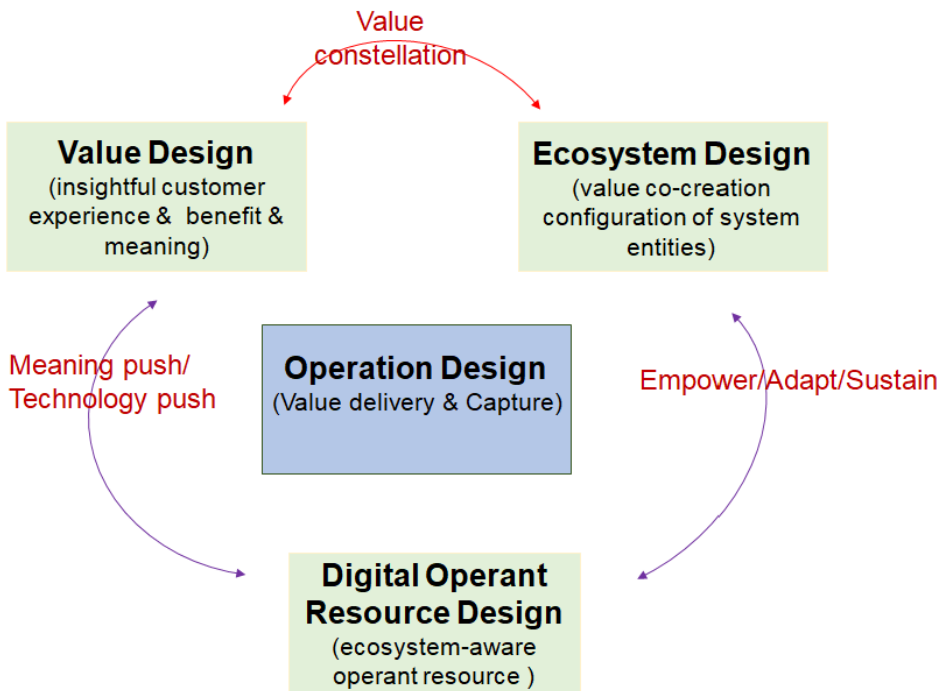 Value
constellation
Value Design
(insightful customer
experience & benefit &
meaning)
Ecosystem Design
(value co-creation
configuration of system
entities)
Meaning push/
Technology push
Operation Design
(Value delivery & Capture)
Empower/Adapt/Sustain
Digital Operant
Resource Design
(ecosystem-aware
operant resource )